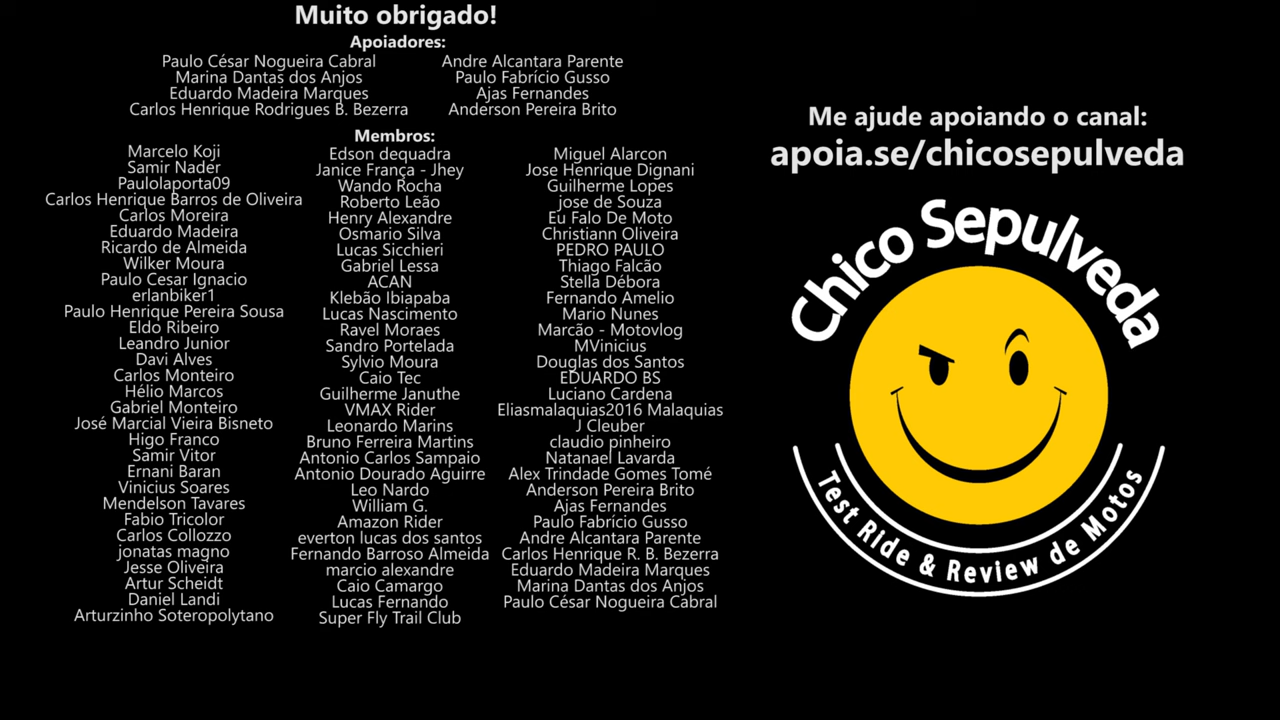 Muito obrigado!
Apoiadores:
Paulo César Nogueira Cabral
Marina Dantas dos Anjos
Eduardo Madeira Marques
Carlos Henrique Rodrigues B. Bezerra
Andre Alcantara Parente
Paulo Fabrício Gusso
Ajas Fernandes
Anderson Pereira Brito
Membros:
Marcelo Koji
Samir Nader
Paulolaporta09
Carlos Henrique Barros de Oliveira
Carlos Moreira
Eduardo Madeira
Ricardo de Almeida
Wilker Moura
Paulo Cesar Ignacio
erlanbiker1
Paulo Henrique Pereira Sousa
Eldo Ribeiro
Leandro Junior
Davi Alves
Carlos Monteiro
Hélio Marcos
Gabriel Monteiro
José Marcial Vieira Bisneto
Higo Franco
Samir Vitor
Ernani Baran
Vinicius Soares
Mendelson Tavares
Fabio Tricolor
Carlos Collozzo
jonatas magno
Jesse Oliveira
Artur Scheidt
Daniel Landi
Arturzinho Soteropolytano
Edson dequadra
Janice França - Jhey
Wando Rocha
Roberto Leão
Henry Alexandre
Osmario Silva
Lucas Sicchieri
Gabriel Lessa
ACAN
Klebão Ibiapaba
Lucas Nascimento
Ravel Moraes
Sandro Portelada
Sylvio Moura
Caio Tec
Guilherme Januthe
VMAX Rider
Leonardo Marins
Bruno Ferreira Martins
Antonio Carlos Sampaio
Antonio Dourado Aguirre
Leo Nardo
William G.
Amazon Rider
everton lucas dos santos
Fernando Barroso Almeida
marcio alexandre
Caio Camargo
Lucas Fernando
Super Fly Trail Club
Miguel Alarcon
Jose Henrique Dignani
Guilherme Lopes
jose de Souza
Eu Falo De Moto
Christiann Oliveira
PEDRO PAULO
Thiago Falcão
Stella Débora
Fernando Amelio
Mario Nunes
Marcão - Motovlog
MVinicius
Douglas dos Santos
EDUARDO BS
Luciano Cardena
Eliasmalaquias2016 Malaquias
J Cleuber
claudio pinheiro
Natanael Lavarda
Alex Trindade Gomes Tomé
Anderson Pereira Brito
Ajas Fernandes
Paulo Fabrício Gusso
Andre Alcantara Parente
Carlos Henrique R. B. Bezerra
Eduardo Madeira Marques
Marina Dantas dos Anjos
Paulo César Nogueira Cabral
Me ajude apoiando o canal:
apoia.se/chicosepulveda
Chico Sepulveda
Test Ride & Review de Motos